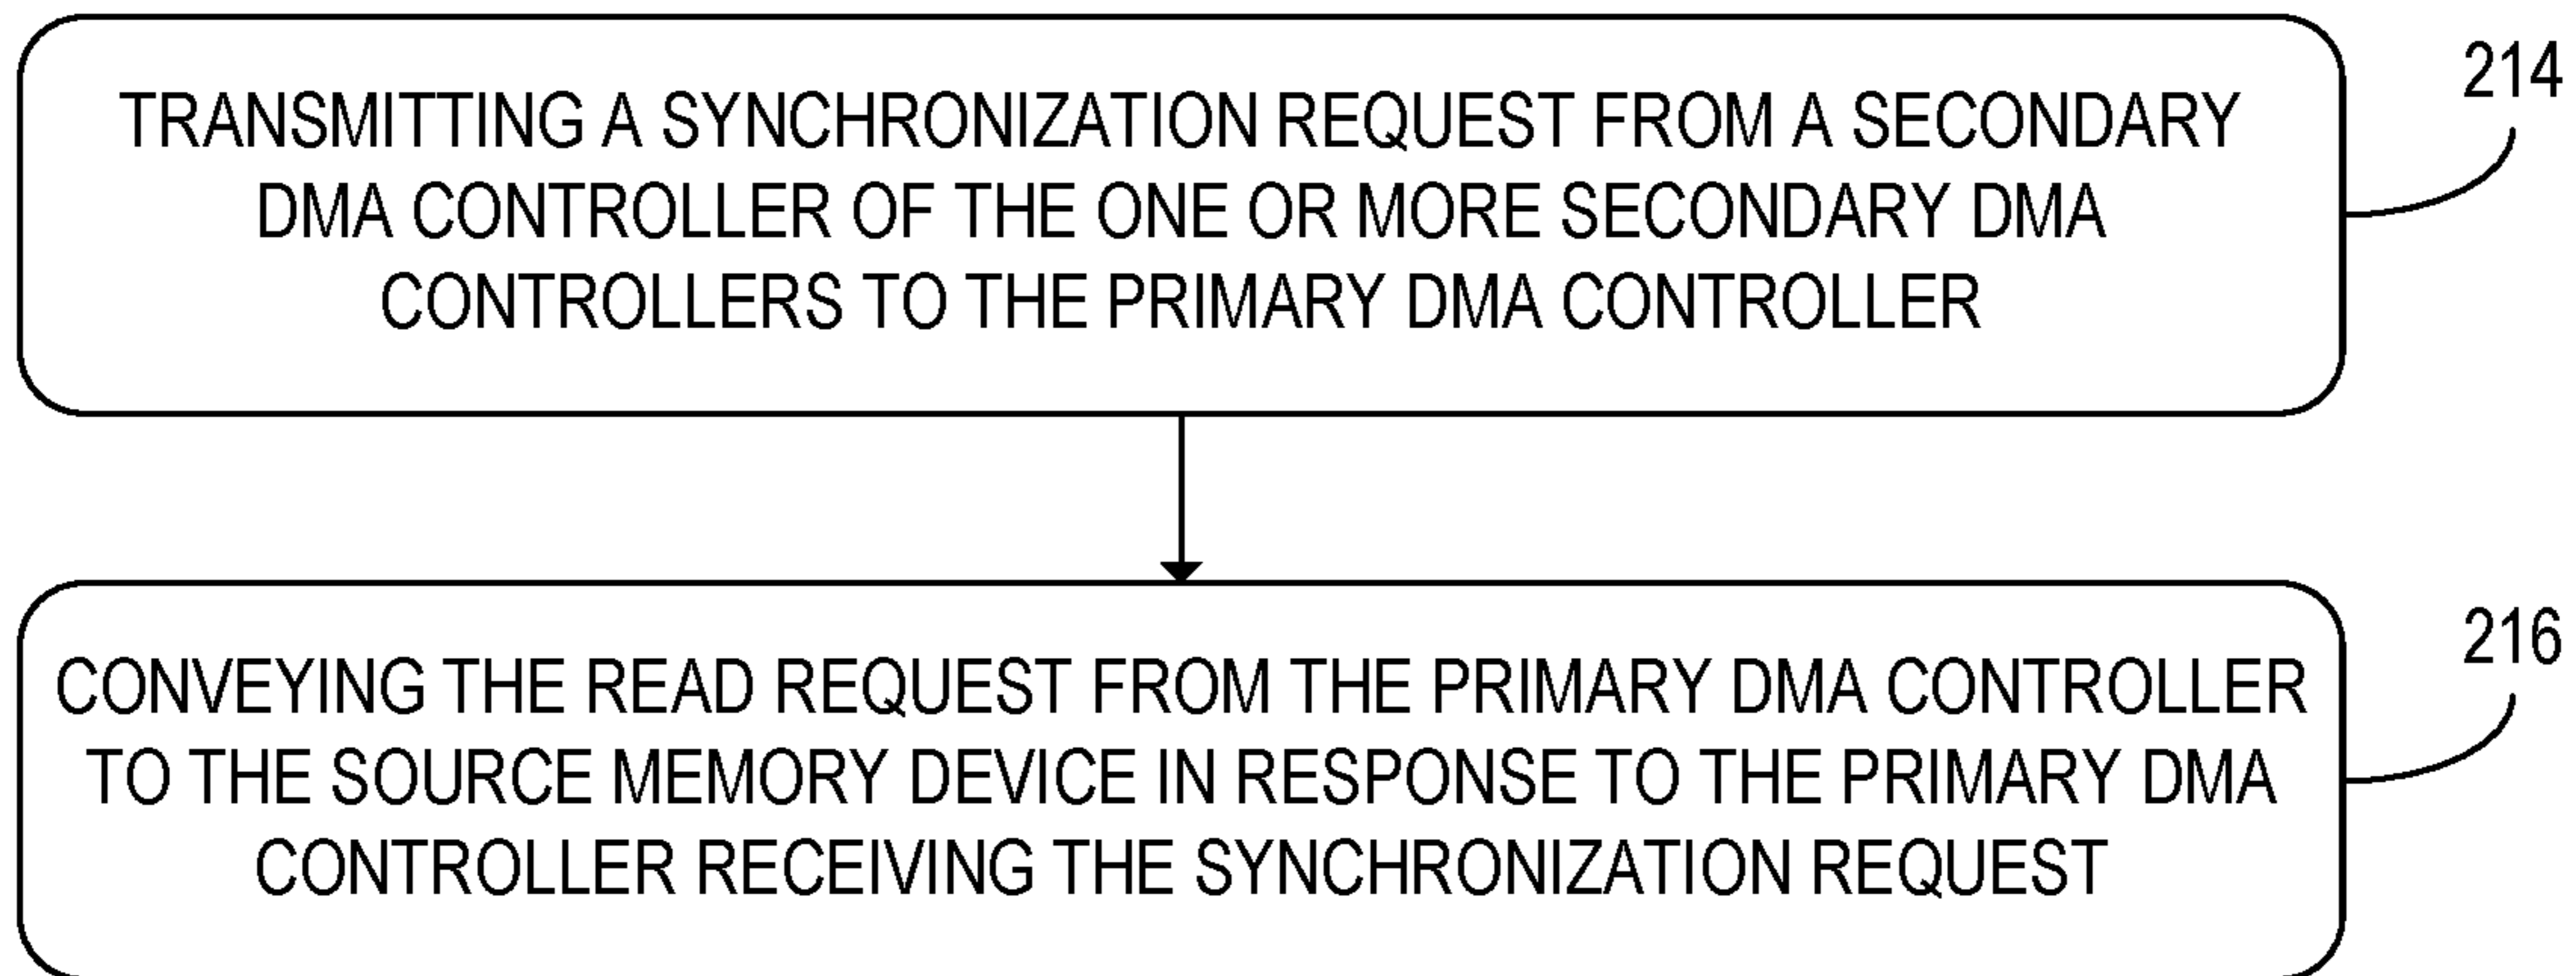 TRANSMITTING A SYNCHRONIZATION REQUEST FROM A SECONDARY
DMA CONTROLLER OF THE ONE OR MORE SECONDARY DMA
CONTROLLERS TO THE PRIMARY DMA CONTROLLER
214
CONVEYING THE READ REQUEST FROM THE PRIMARY DMA CONTROLLER
TO THE SOURCE MEMORY DEVICE IN RESPONSE TO THE PRIMARY DMA
CONTROLLER RECEIVING THE SYNCHRONIZATION REQUEST
216